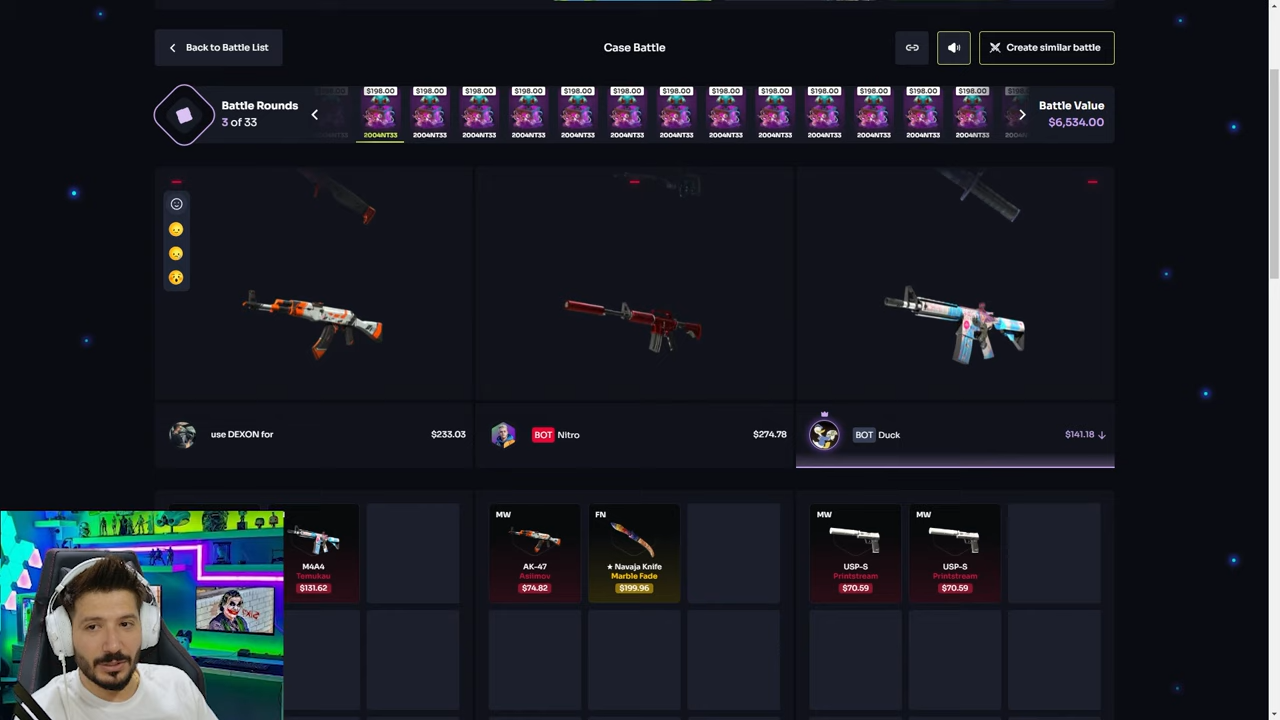 Back to Battle List
Case Battle
Create similar battle
Battle Rounds
3 of 33
$198.00 $198.00 $198.00 $198.00 $198.00 $198.00 $198.00 $198.00 $198.00 $198.00 $198.00 $198.00 $198.00
2004NT33 2004NT33 2004NT33 2004NT33 2004NT33 2004NT33 2004NT33 2004NT33 2004NT33 2004NT33 2004NT33 2004NT33 2004NT33
Battle Value
$6,534.00
use DEXON for
$233.03
BOT Nitro
$274.78
BOT Duck
$141.18
M4A4
Temukau
$131.62
MW
AK-47
Asiimov
$74.82
FN
★ Navaja Knife
Marble Fade
$199.96
MW
USP-S
Printstream
$70.59
MW
USP-S
Printstream
$70.59